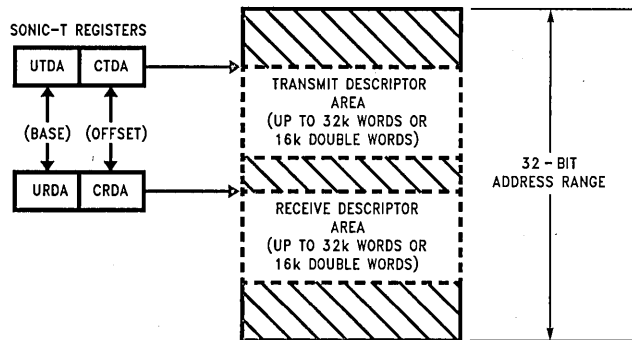 SONIC-T REGISTERS
UTDA CTDA
(BASE) (OFFSET)
URDA CRDA
TRANSMIT DESCRIPTOR
AREA
(UP TO 32k WORDS OR
16k DOUBLE WORDS)
RECEIVE DESCRIPTOR
AREA
(UP TO 32k WORDS OR
16k DOUBLE WORDS)
32-BIT
ADDRESS RANGE